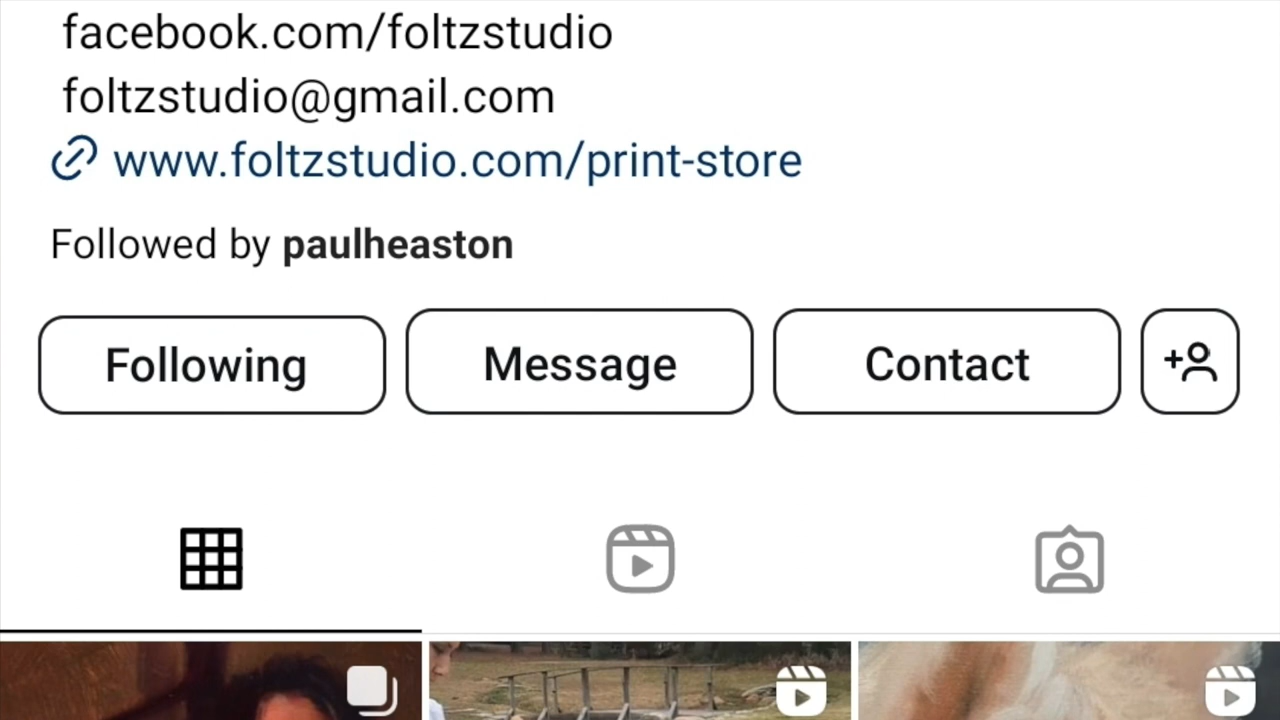 facebook.com/foltzstudio
foltzstudio@gmail.com
www.foltzstudio.com/print-store
Followed by paulheaston
Following Message Contact